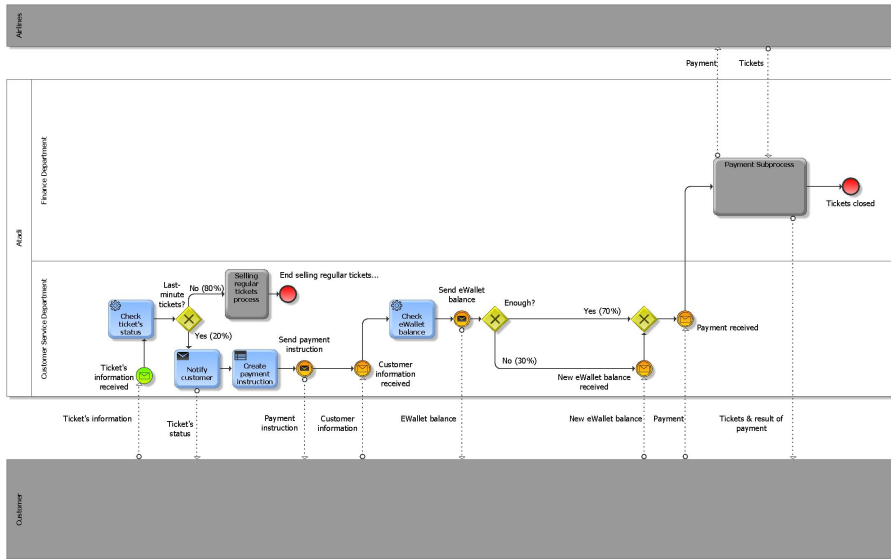 Airlines
Payment
Tickets
Atadi
Finance Department
Payment Subprocess
Tickets closed
Customer Service Department
Last-
minute
tickets?
No (80%)
Selling
regular
tickets
process
End selling regullar tickets...
Check
ticket's
status
Yes (20%)
Ticket's
information
received
Notify
customer
Create
payment
instruction
Send payment
instruction
Customer
information
received
Check
eWallet
balance
Send eWallet
balance
Enough?
Yes (70%)
No (30%)
New eWallet balance
received
Payment received
Ticket's information
Ticket's
status
Payment
instruction
Customer
information
EWallet balance
New eWallet balance
Payment
Tickets & result of
payment
Customer